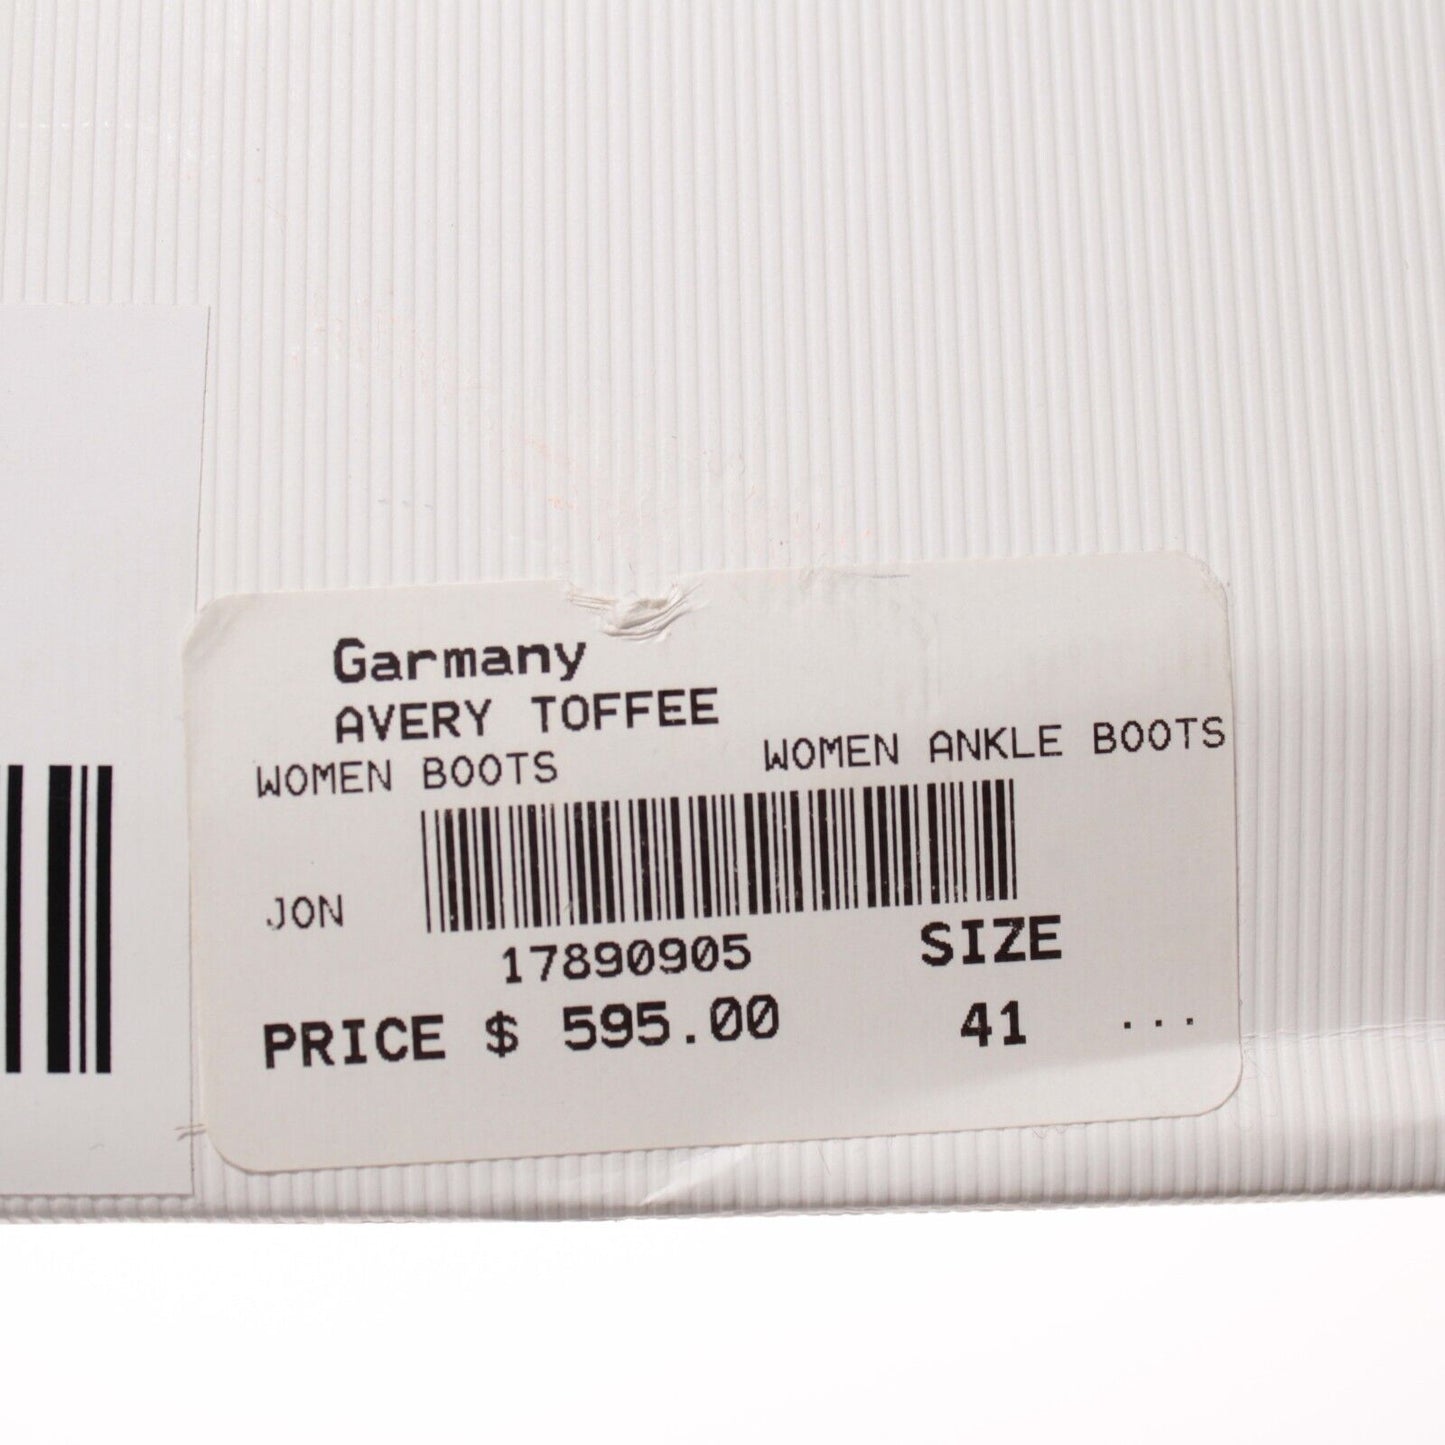 Garmany
AVERY TOFFEE
WOMEN BOOTS WOMEN ANKLE BOOTS
JON
17890905 SIZE
PRICE $ 595.00 41 ...